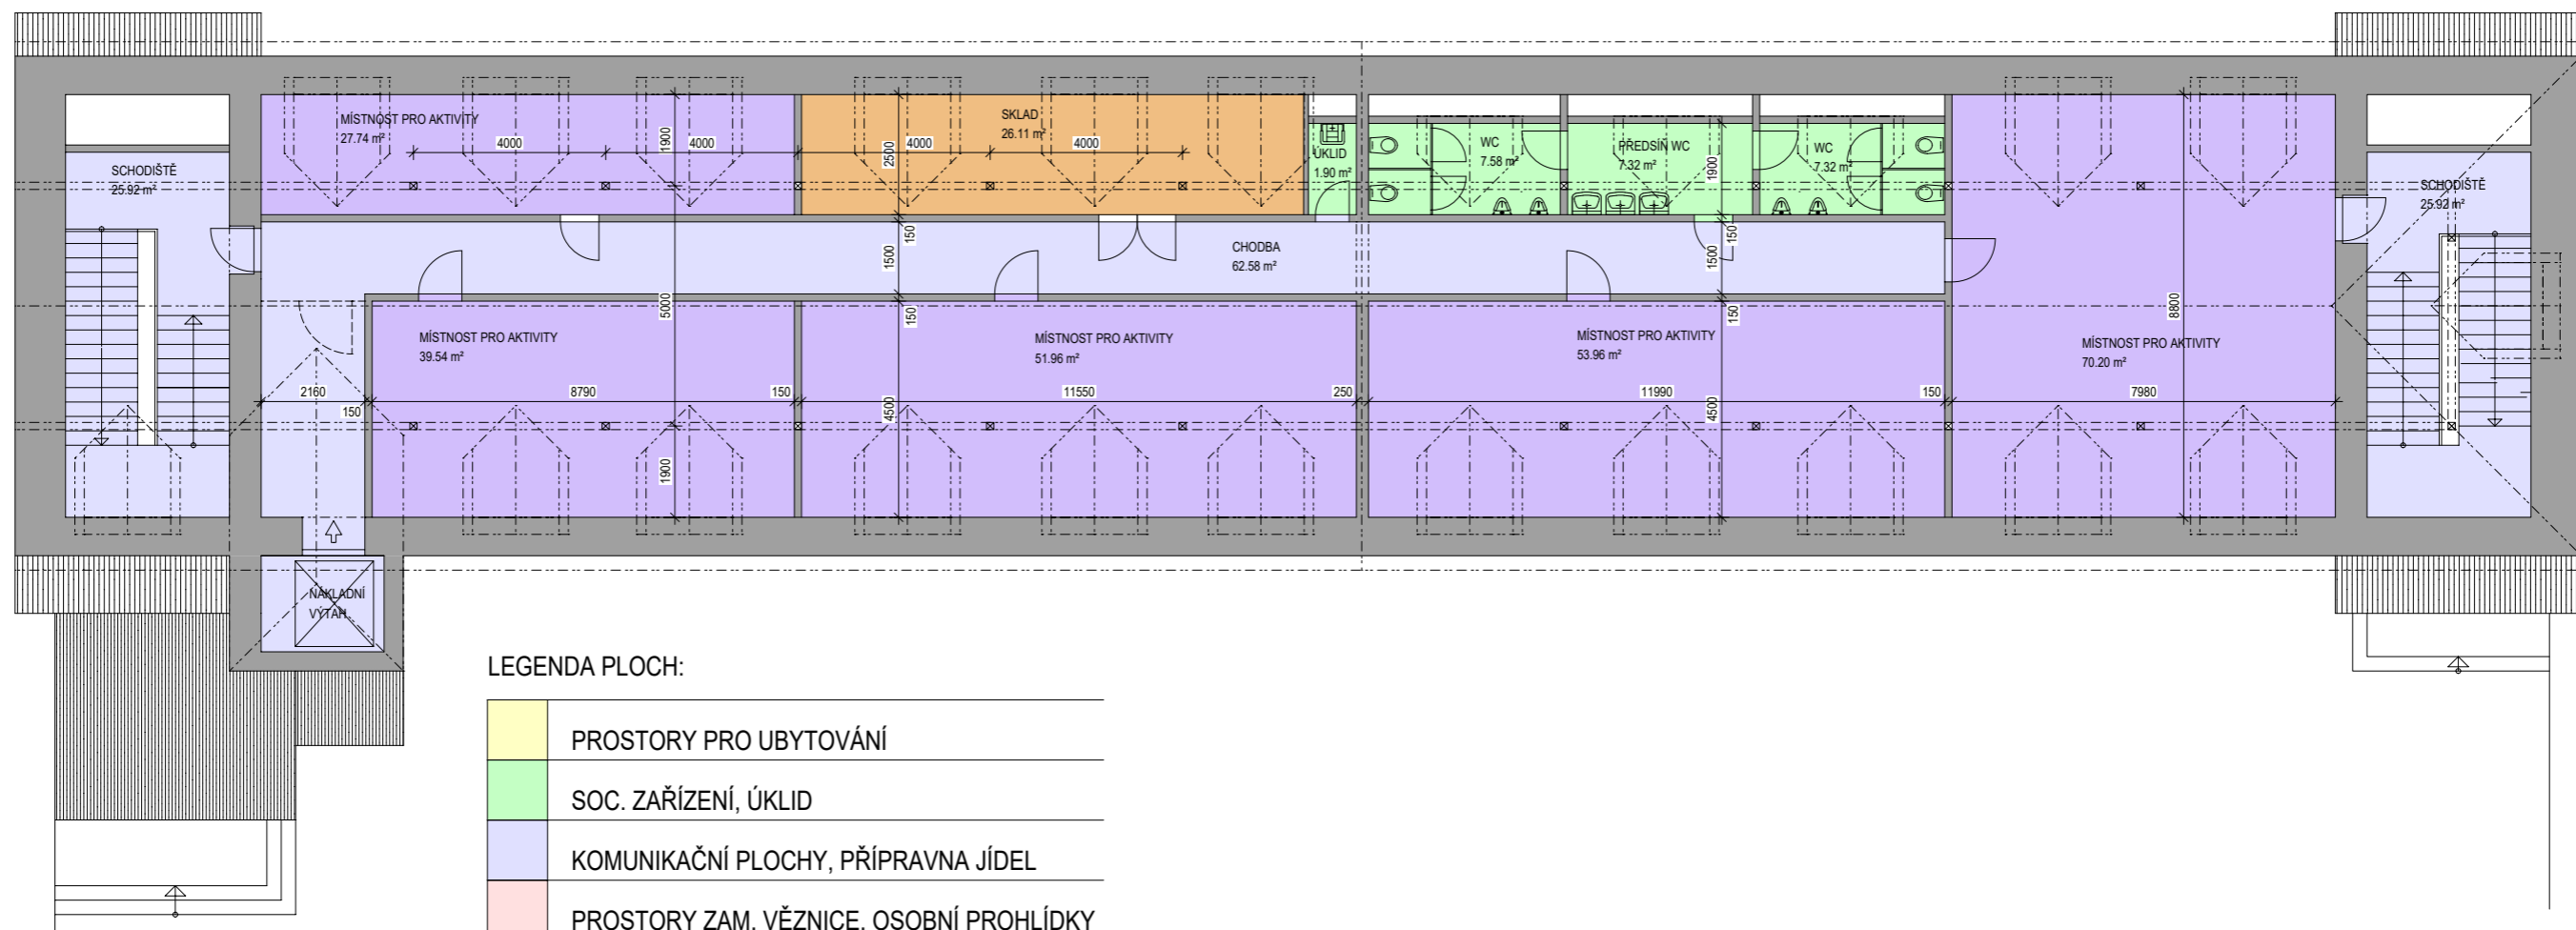 MÍSTNOST PRO AKTIVITY
27.74 m²
SKLAD
26.11 m²
ÚKLID
1.90 m²
WC
7.58 m²
PŘEDSÍŇ WC
7.32 m²
WC
7.32 m²
SCHODIŠTĚ
25.92 m²
SCHODIŠTĚ
25.92 m²
4000
4000
4000
4000
1900
2500
1900
150
150
1500
1500
5000
CHODBA
62.58 m²
150
150
8800
MÍSTNOST PRO AKTIVITY
39.54 m²
MÍSTNOST PRO AKTIVITY
51.96 m²
MÍSTNOST PRO AKTIVITY
53.96 m²
MÍSTNOST PRO AKTIVITY
70.20 m²
2160
150
8790
150
11550
250
11990
150
7980
4500
4500
1900
NÁKLADNÍ
VÝTAH
LEGENDA PLOCH:
PROSTORY PRO UBYTOVÁNÍ
SOC. ZAŘÍZENÍ, ÚKLID
KOMUNIKAČNÍ PLOCHY, PŘÍPRAVNA JÍDEL
PROSTORY ZAM. VĚZNICE, OSOBNÍ PROHLÍDKY